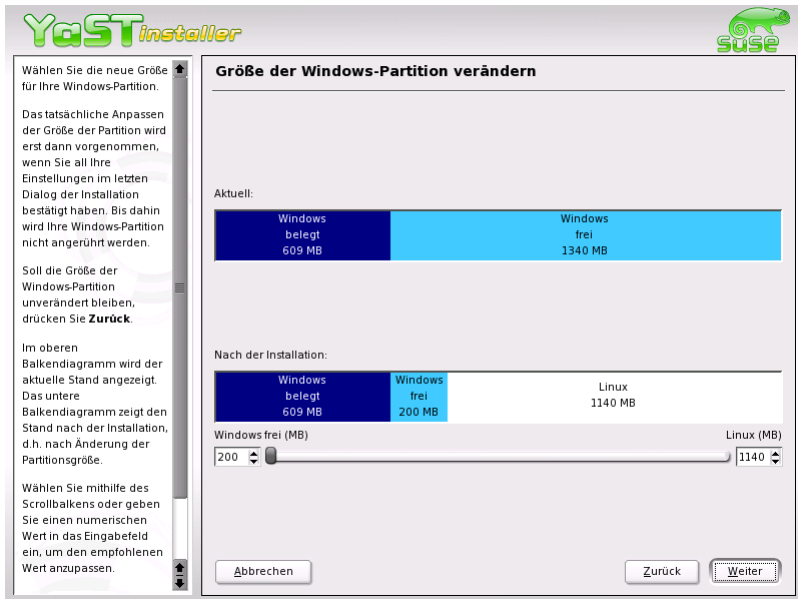 YaST installer
SUSE
Wählen Sie die neue Größe
für Ihre Windows-Partition.
Das tatsächliche Anpassen
der Größe der Partition wird
erst dann vorgenommen,
wenn Sie all Ihre
Einstellungen im letzten
Dialog der Installation
bestätigt haben. Bis dahin
wird Ihre Windows-Partition
nicht angerührt werden.
Soll die Größe der
Windows-Partition
unverändert bleiben,
drücken Sie Zurück.
Im oberen
Balkendiagramm wird der
aktuelle Stand angezeigt.
Das untere
Balkendiagramm zeigt den
Stand nach der Installation,
d.h. nach Änderung der
Partitionsgröße.
Wählen Sie mithilfe des
Scrollbalkens oder geben
Sie einen numerischen
Wert in das Eingabefeld
ein, um den empfohlenen
Wert anzupassen.
Größe der Windows-Partition verändern
Aktuell:
Windows
belegt
609 MB
Windows
frei
1340 MB
Nach der Installation:
Windows
belegt
609 MB
Windows
frei
200 MB
Linux
1140 MB
Windows frei (MB)
Linux (MB)
200
1140
Abbrechen
Zurück
Weiter